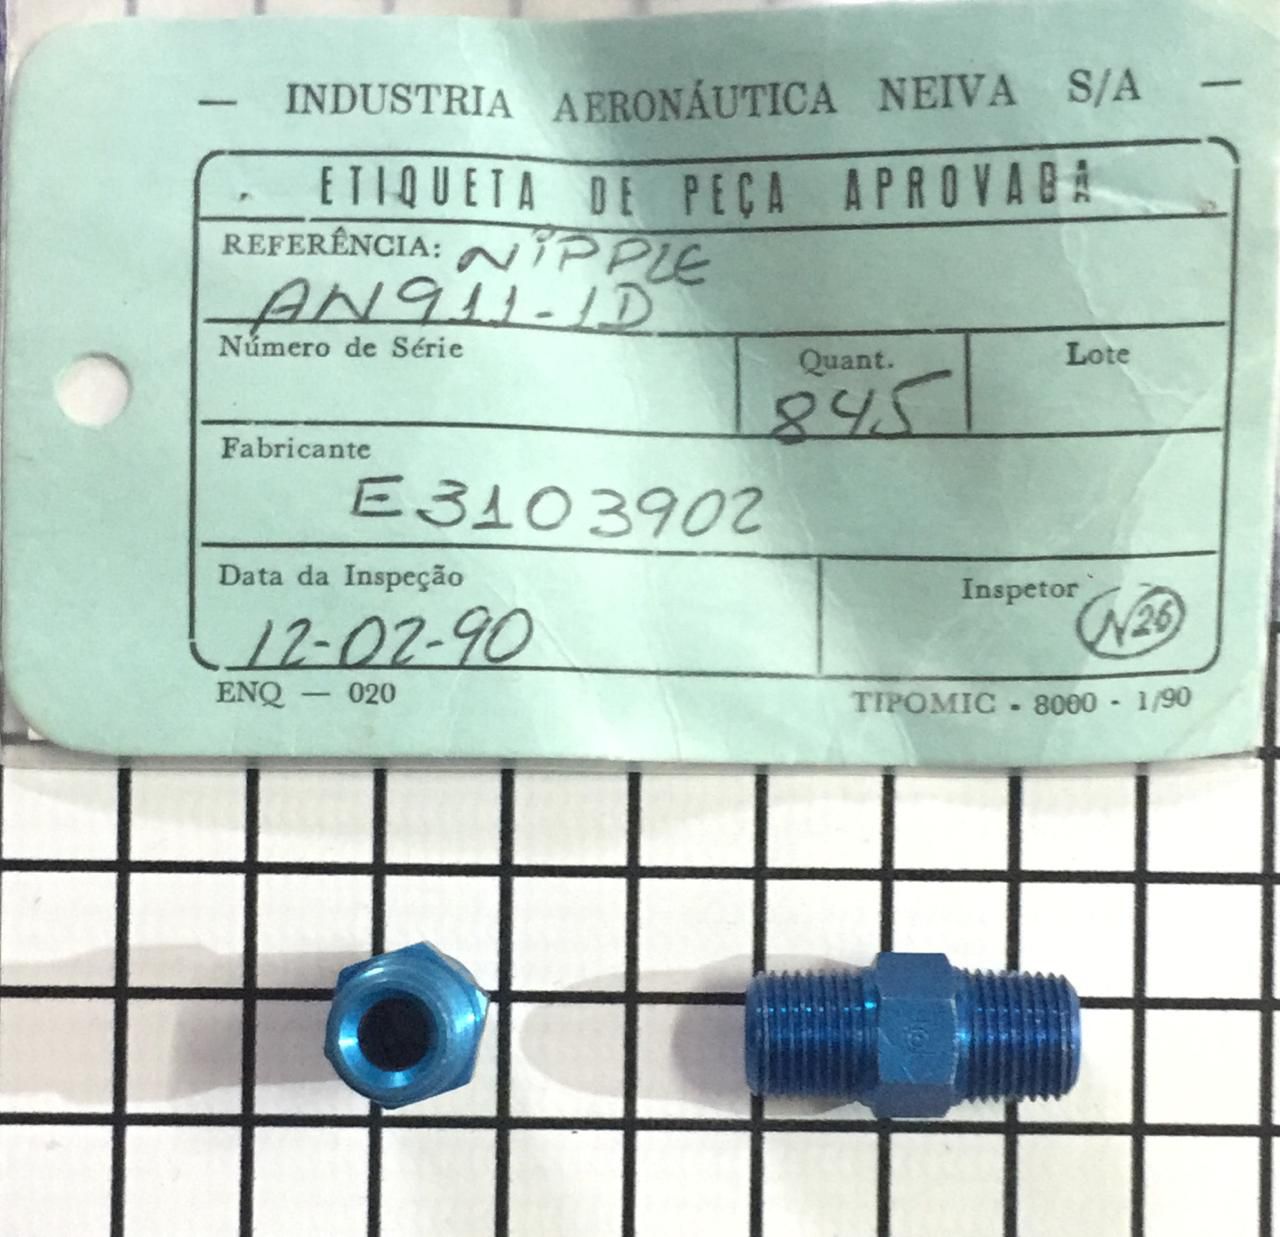 — INDUSTRIA AERONÁUTICA NEIVA S/A —
ETIQUETA DE PEÇA APROVADA
REFERÊNCIA: NIPPLE
AN911-1D
Número de Série
Quant.
Lote
845
Fabricante
E3103902
Data da Inspeção
Inspetor
12-02-90
N26
ENQ — 020
TIPOMIC - 8000 - 1/90